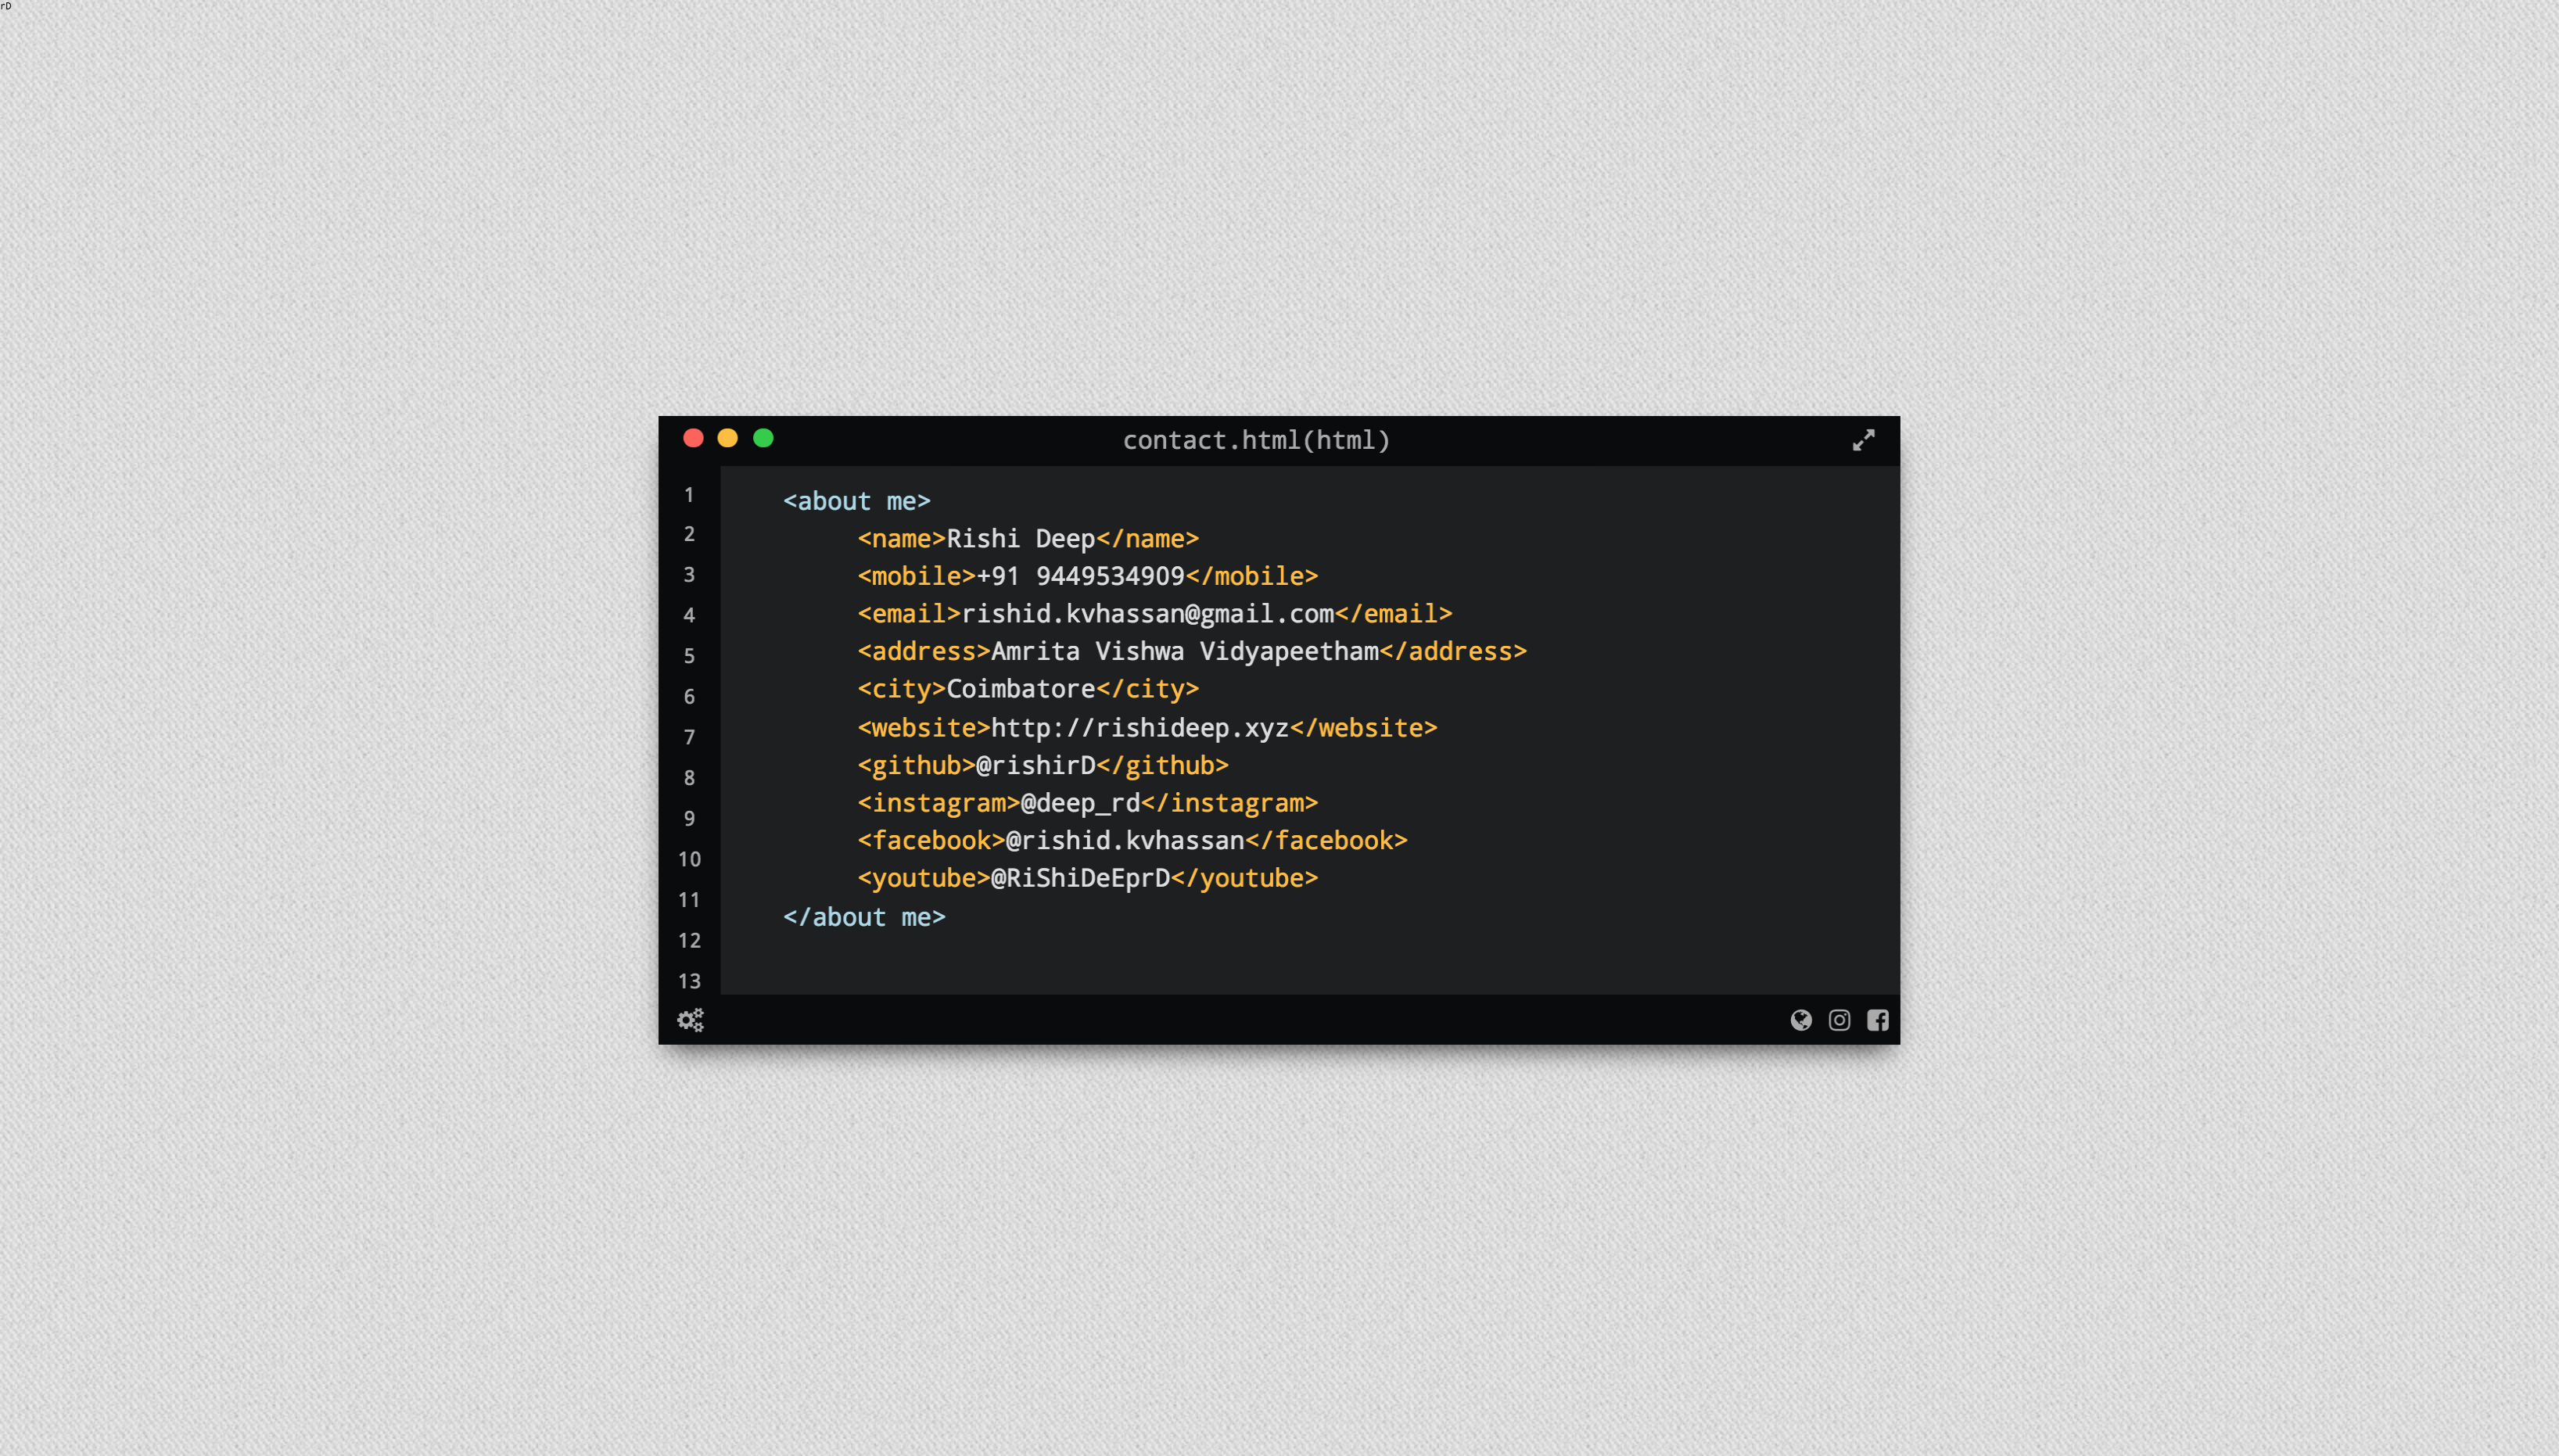 rD
contact.html(html)
1 <about me>
2 <name>Rishi Deep</name>
3 <mobile>+91 9449534909</mobile>
4 <email>rishid.kvhassan@gmail.com</email>
5 <address>Amrita Vishwa Vidyapeetham</address>
6 <city>Coimbatore</city>
7 <website>http://rishideep.xyz</website>
8 <github>@rishirD</github>
9 <instagram>@deep_rd</instagram>
10 <facebook>@rishid.kvhassan</facebook>
11 <youtube>@RiShiDeEprD</youtube>
12 </about me>
13